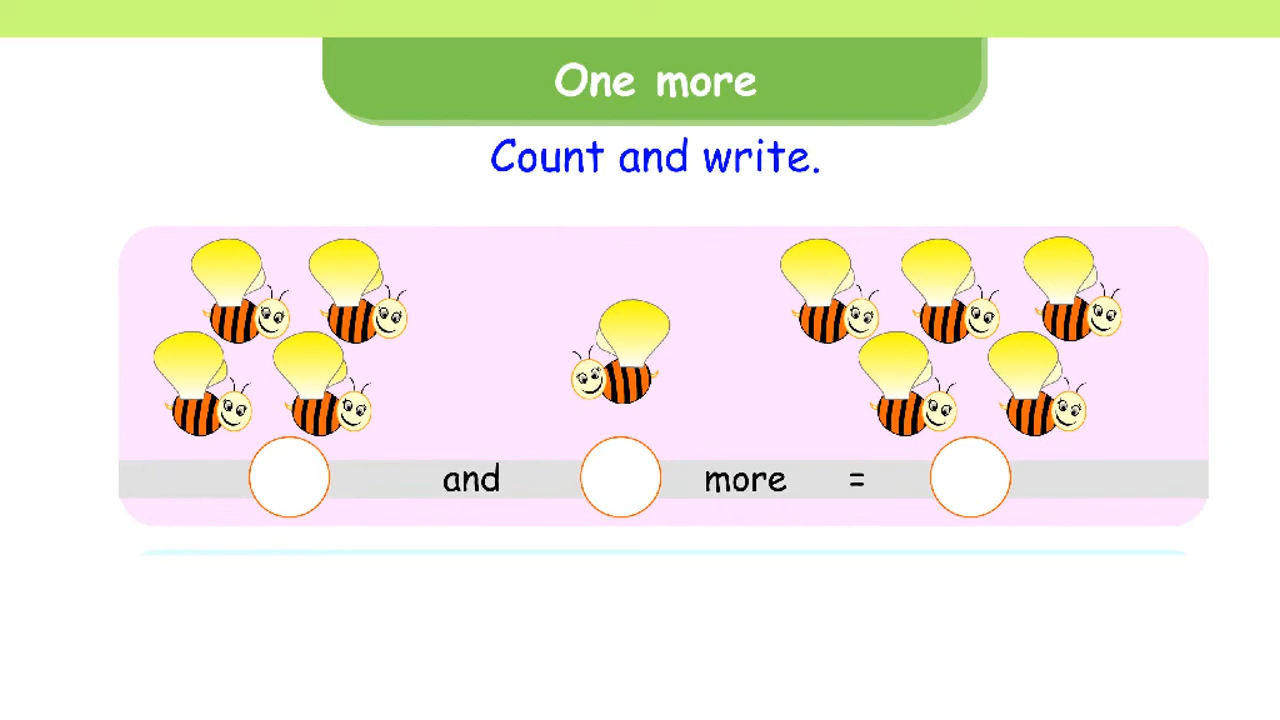 One more
Count and write.
and more =